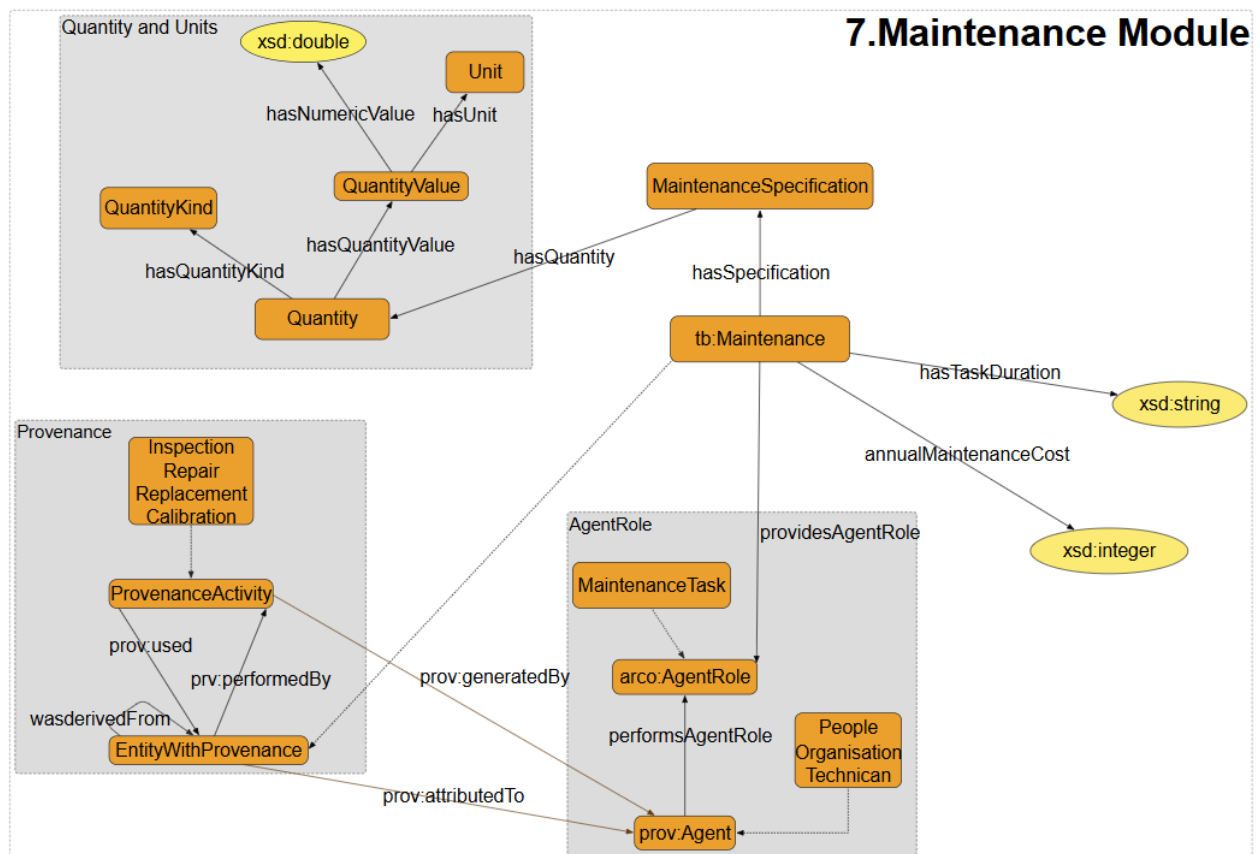 7.Maintenance Module
Quantity and Units
xsd:double
Unit
hasNumericValue
hasUnit
QuantityValue
QuantityKind
hasQuantityValue
hasQuantityKind
Quantity
MaintenanceSpecification
hasQuantity
hasSpecification
tb:Maintenance
hasTaskDuration
xsd:string
annualMaintenanceCost
xsd:integer
providesAgentRole
Provenance
Inspection
Repair
Replacement
Calibration
ProvenanceActivity
prov:used
prv:performedBy
wasderivedFrom
EntityWithProvenance
prov:generatedBy
prov:attributedTo
AgentRole
MaintenanceTask
arco:AgentRole
performsAgentRole
People
Organisation
Technican
prov:Agent